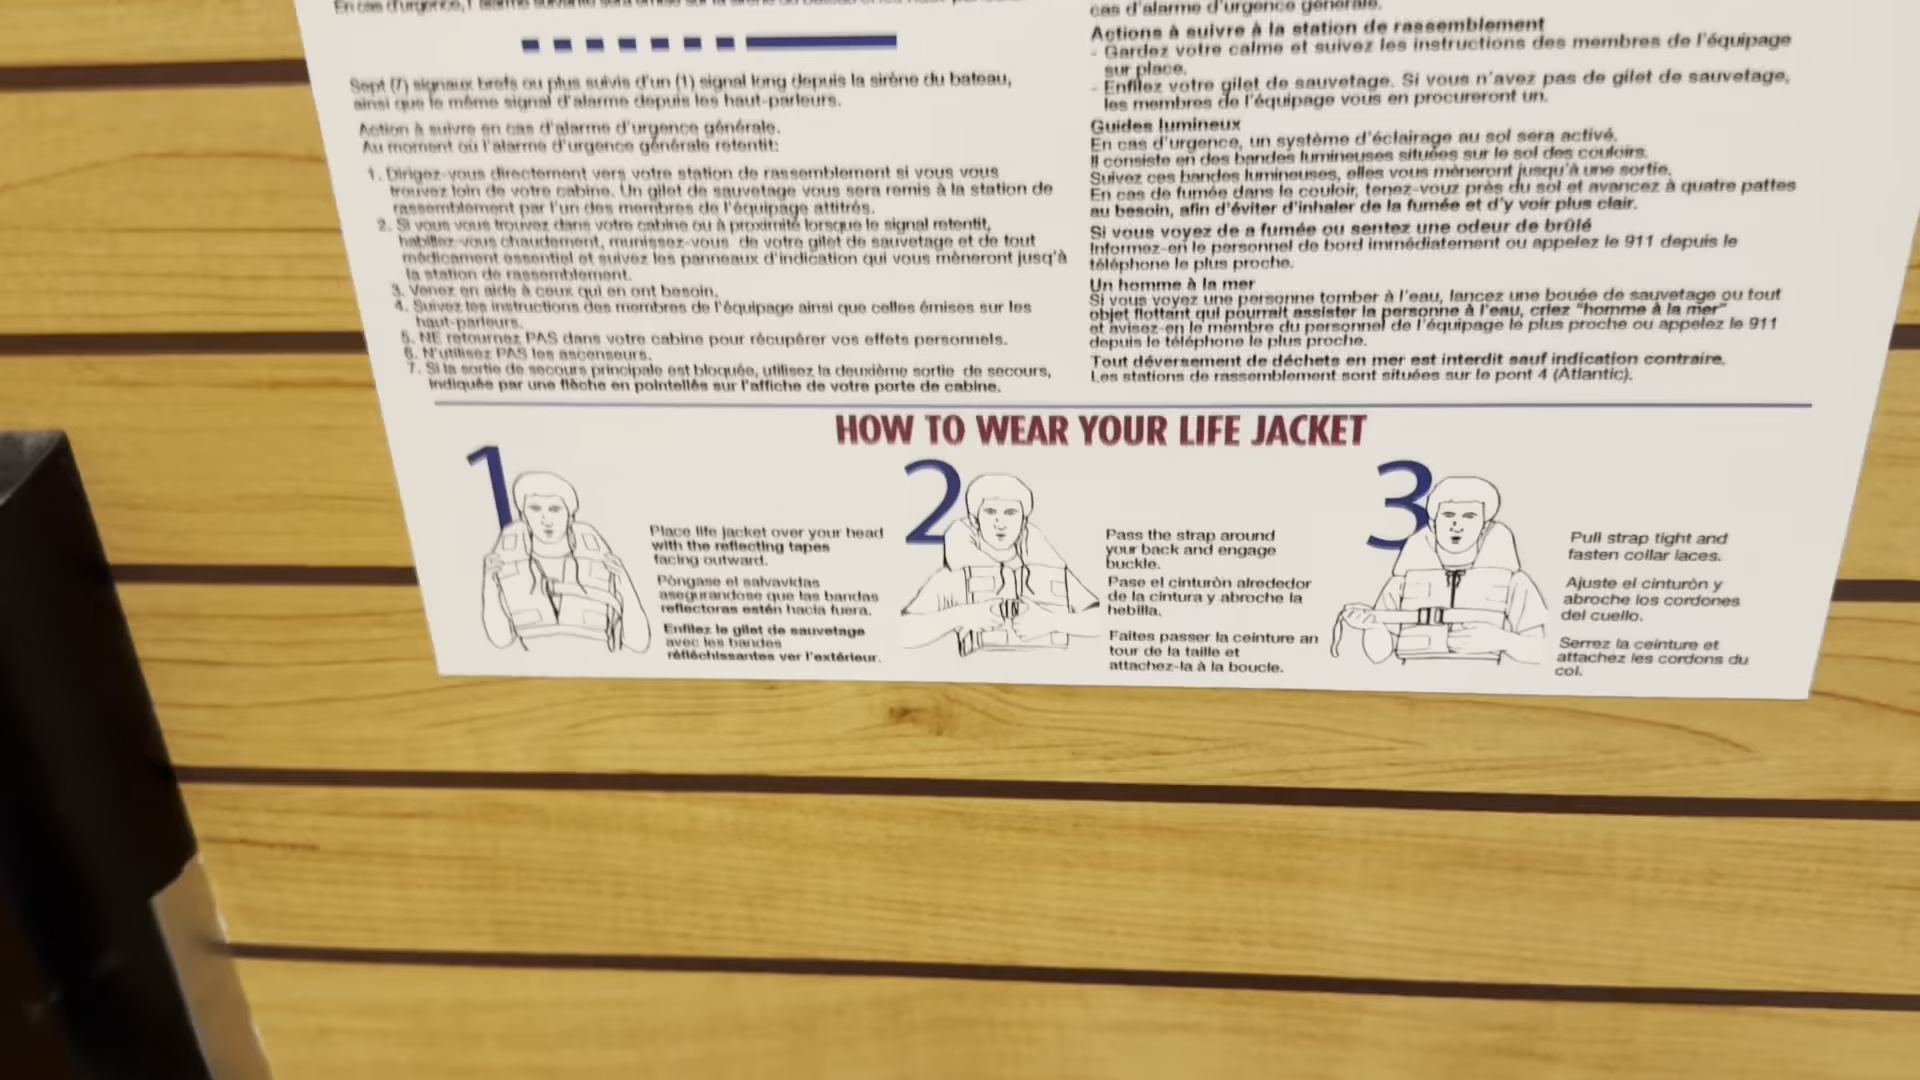 En cas d'urgence, l'alarme suivante sera émise sur la sirène du bateau et les haut-parleurs.
Sept (7) signaux brefs ou plus suivis d'un (1) signal long depuis la sirène du bateau,
ainsi que le même signal d'alarme depuis les haut-parleurs.
Action à suivre en cas d'alarme d'urgence générale.
Au moment où l'alarme d'urgence générale retentit:
1. Dirigez-vous directement vers votre station de rassemblement si vous vous
trouvez loin de votre cabine. Un gilet de sauvetage vous sera remis à la station de
rassemblement par l'un des membres de l'équipage attitrés.
2. Si vous vous trouvez dans votre cabine ou à proximité lorsque le signal retentit,
habillez-vous chaudement, munissez-vous de votre gilet de sauvetage et de tout
médicament essentiel et suivez les panneaux d'indication qui vous mèneront jusqu'à
la station de rassemblement.
3. Venez en aide à ceux qui en ont besoin.
4. Suivez les instructions des membres de l'équipage ainsi que celles émises sur les
haut-parleurs.
5. NE retournez PAS dans votre cabine pour récupérer vos effets personnels.
6. N'utilisez PAS les ascenseurs.
7. Si la sortie de secours principale est bloquée, utilisez la deuxième sortie de secours,
indiquée par une flèche en pointellés sur l'affiche de votre porte de cabine.
cas d'alarme d'urgence générale.
Actions à suivre à la station de rassemblement
- Gardez votre calme et suivez les instructions des membres de l'équipage
sur place.
- Enfilez votre gilet de sauvetage. Si vous n'avez pas de gilet de sauvetage,
les membres de l'équipage vous en procureront un.
Guides lumineux
En cas d'urgence, un système d'éclairage au sol sera activé.
Il consiste en des bandes lumineuses situées sur le sol des couloirs.
Suivez ces bandes lumineuses, elles vous mèneront jusqu'à une sortie.
En cas de fumée dans le couloir, tenez-vouz près du sol et avancez à quatre pattes
au besoin, afin d'éviter d'inhaler de la fumée et d'y voir plus clair.
Si vous voyez de a fumée ou sentez une odeur de brûlé
Informez-en le personnel de bord immédiatement ou appelez le 911 depuis le
téléphone le plus proche.
Un homme à la mer
Si vous voyez une personne tomber à l'eau, lancez une bouée de sauvetage ou tout
objet flottant qui pourrait assister la personne à l'eau, criez "homme à la mer"
et avisez-en le membre du personnel de l'équipage le plus proche ou appelez le 911
depuis le téléphone le plus proche.
Tout déversement de déchets en mer est interdit sauf indication contraire.
Les stations de rassemblement sont situées sur le pont 4 (Atlantic).
HOW TO WEAR YOUR LIFE JACKET
1
Place life jacket over your head
with the reflecting tapes
facing outward.
Póngase el salvavidas
asegurandose que las bandas
reflectoras estén hacia fuera.
Enfilez le gilet de sauvetage
avec les bandes
réfléchissantes ver l'extérieur.
2
Pass the strap around
your back and engage
buckle.
Pase el cinturòn alrededor
de la cintura y abroche la
hebilla.
Faites passer la ceinture an
tour de la taille et
attachez-la à la boucle.
3
Pull strap tight and
fasten collar laces.
Ajuste el cinturòn y
abroche los cordones
del cuello.
Serrez la ceinture et
attachez les cordons du
col.